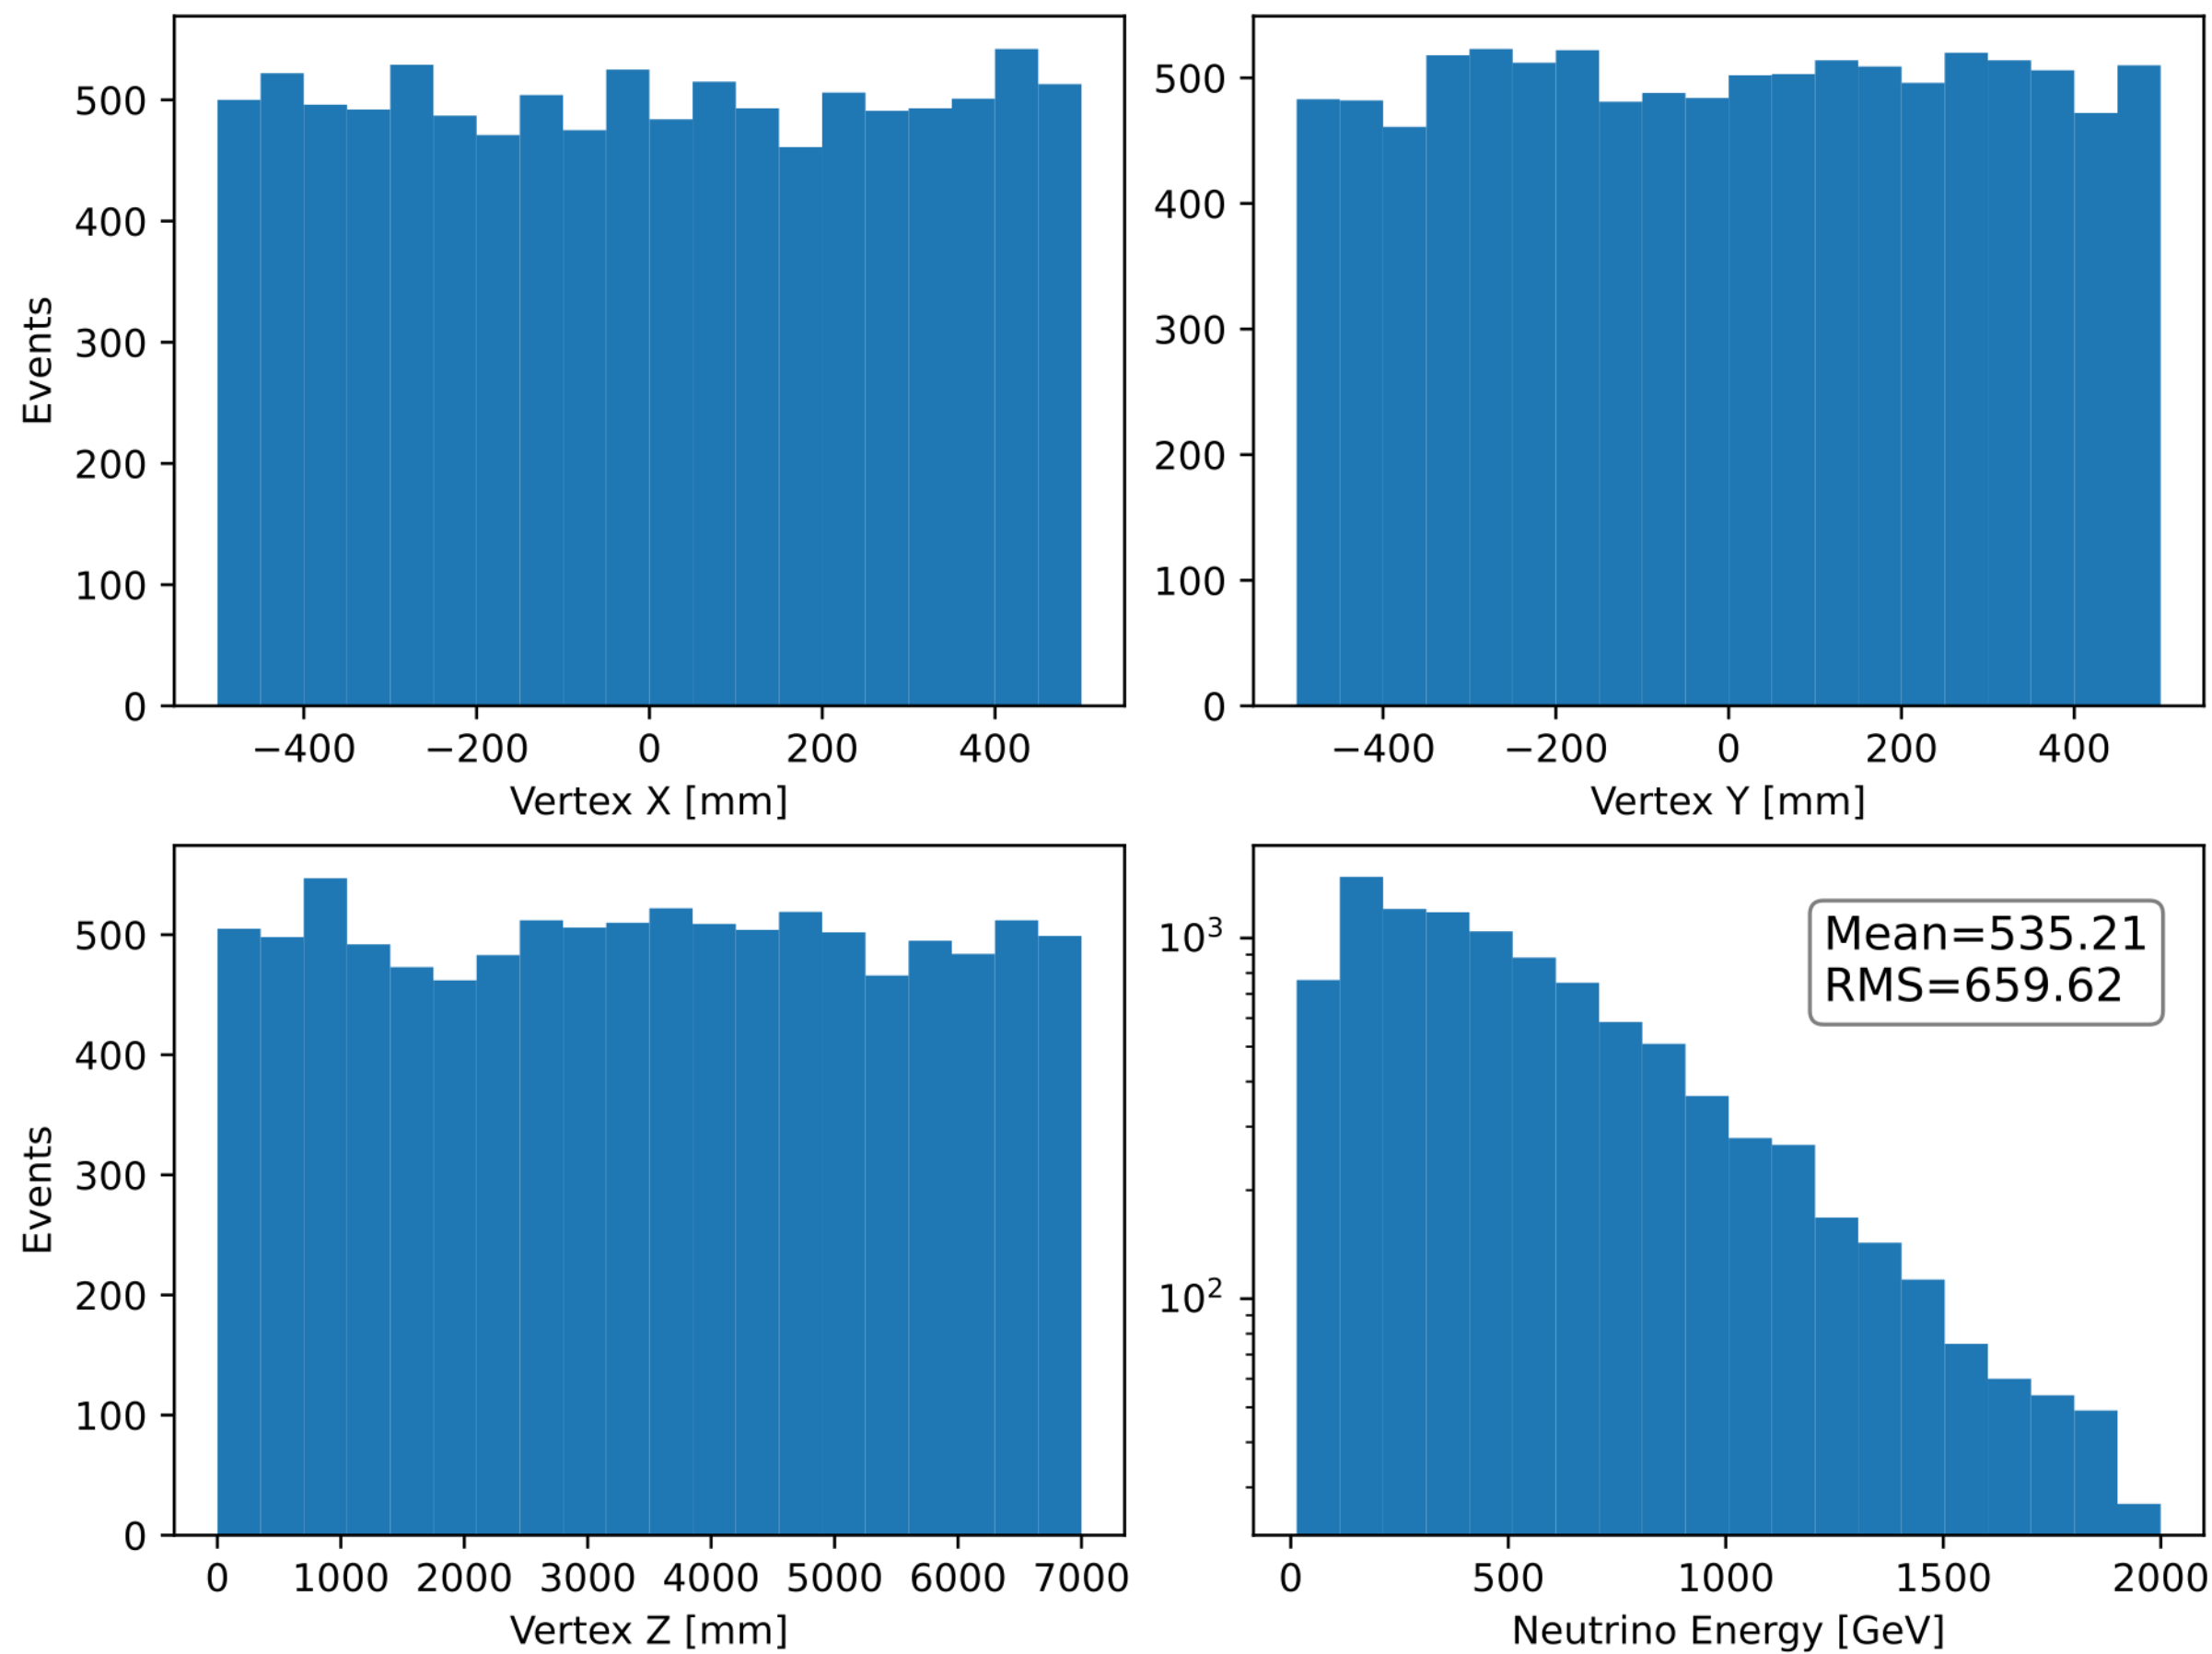 Events
500
400
300
200
100
0
−400 −200 0 200 400
Vertex X [mm]
500
400
300
200
100
0
−400 −200 0 200 400
Vertex Y [mm]
Events
500
400
300
200
100
0
0 1000 2000 3000 4000 5000 6000 7000
Vertex Z [mm]
10³
10²
Mean=535.21
RMS=659.62
0 500 1000 1500 2000
Neutrino Energy [GeV]